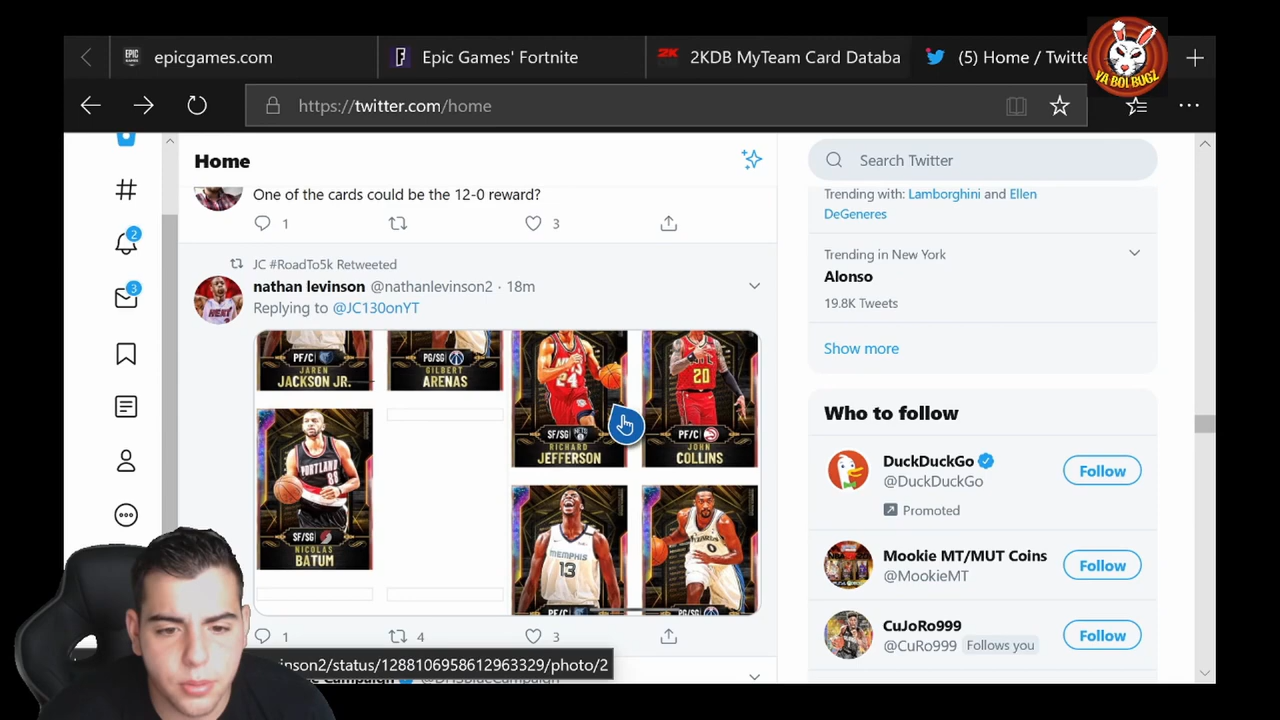 epicgames.com
Epic Games' Fortnite
2KDB MyTeam Card Databa
(5) Home / Twitte
YA BOI BUGZ
https://twitter.com/home
Home
Search Twitter
One of the cards could be the 12-0 reward?
1
3
Trending with: Lamborghini and Ellen
DeGeneres
Trending in New York
Alonso
19.8K Tweets
Show more
2
3
JC #RoadTo5k Retweeted
nathan levinson @nathanlevinson2 · 18m
Replying to @JC130onYT
PF/C
JAREN
JACKSON JR.
PG/SG
GILBERT
ARENAS
24
SF/SG
RICHARD
JEFFERSON
20
PF/C
JOHN
COLLINS
PORTLAND
88
SF/SG
NICOLAS
BATUM
MEMPHIS
13
PF/C
0
PG/SG
1
4
3
Who to follow
DuckDuckGo
@DuckDuckGo
Promoted
Follow
Mookie MT/MUT Coins
@MookieMT
Follow
CuJoRo999
@CuRo999 Follows you
Follow
inson2/status/1288106958612963329/photo/2